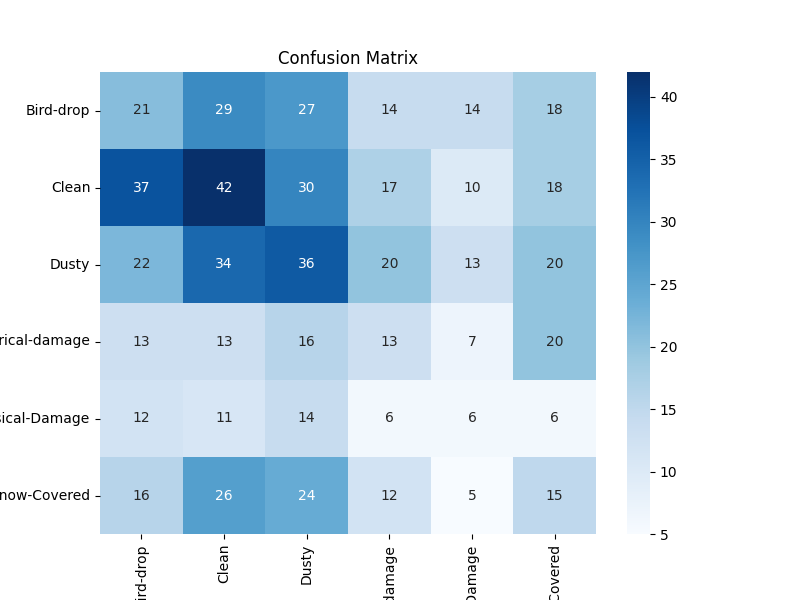 Confusion Matrix
Bird-drop 21 29 27 14 14 18
Clean 37 42 30 17 10 18
Dusty 22 34 36 20 13 20
rical-damage 13 13 16 13 7 20
sical-Damage 12 11 14 6 6 6
now-Covered 16 26 24 12 5 15
ird-drop
Clean
Dusty
damage
Damage
Covered
40
35
30
25
20
15
10
5